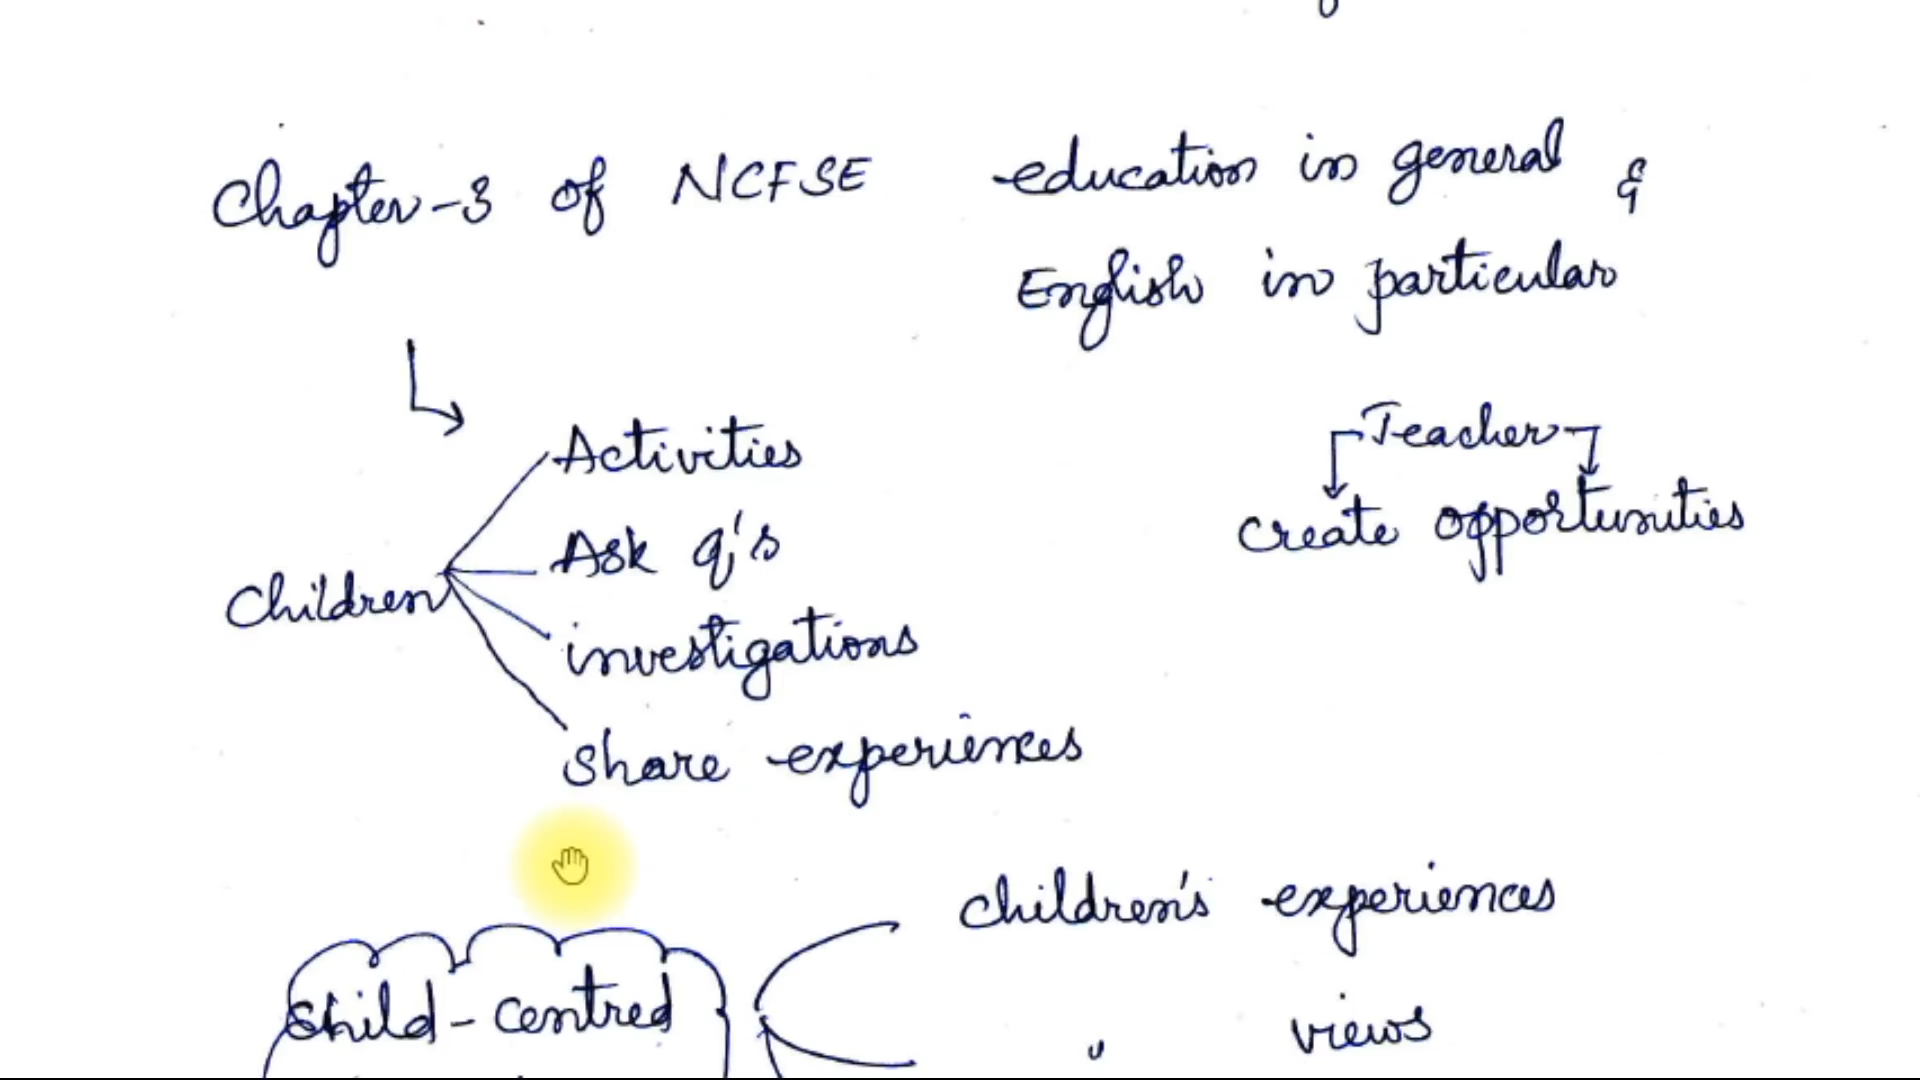 Chapter-3 of NCFSE
education in general &
English in particular
Teacher
create opportunities
Children
Activities
Ask q's
investigations
Share experiences
child-centred
children's experiences
" views